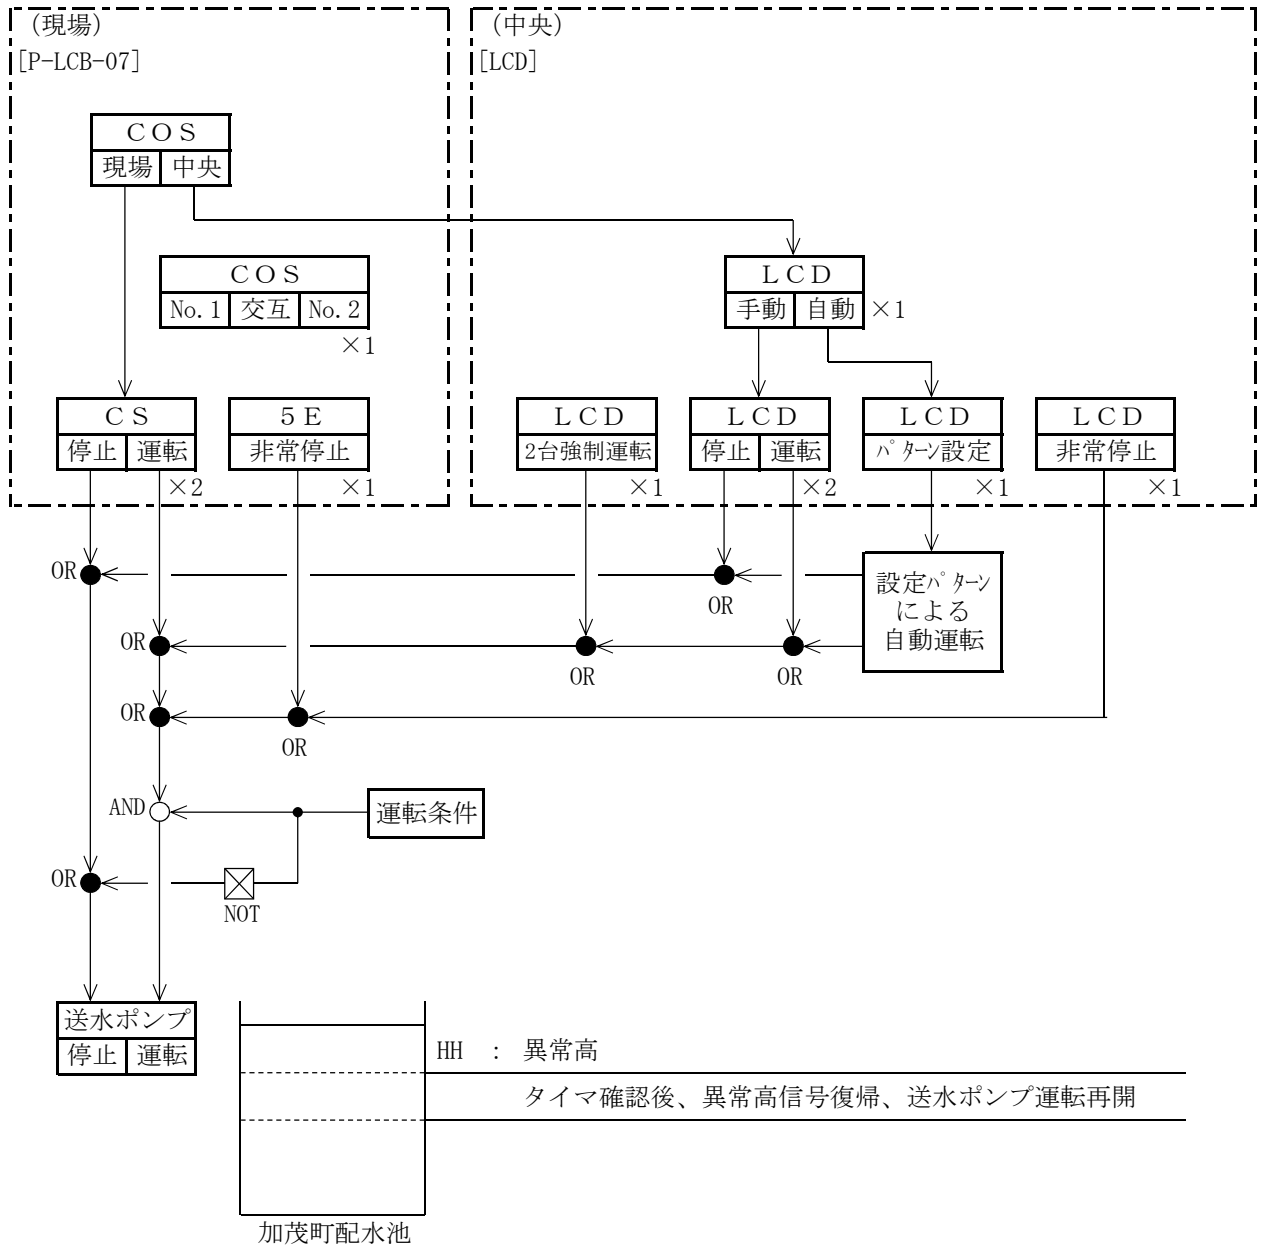 (現場)
[P-LCB-07]
(中央)
[LCD]
COS
現場 中央
COS
No.1 交互 No.2
×1
LCD
手動 自動 ×1
CS
停止 運転
×2
5E
非常停止
×1
LCD
2台強制運転
×1
LCD
停止 運転
×2
LCD
パターン設定
×1
LCD
非常停止
×1
OR
OR
設定パターン
による
自動運転
OR
OR
OR
OR
OR
AND
運転条件
OR
NOT
送水ポンプ
停止 運転
HH : 異常高
タイマ確認後、異常高信号復帰、送水ポンプ運転再開
加茂町配水池